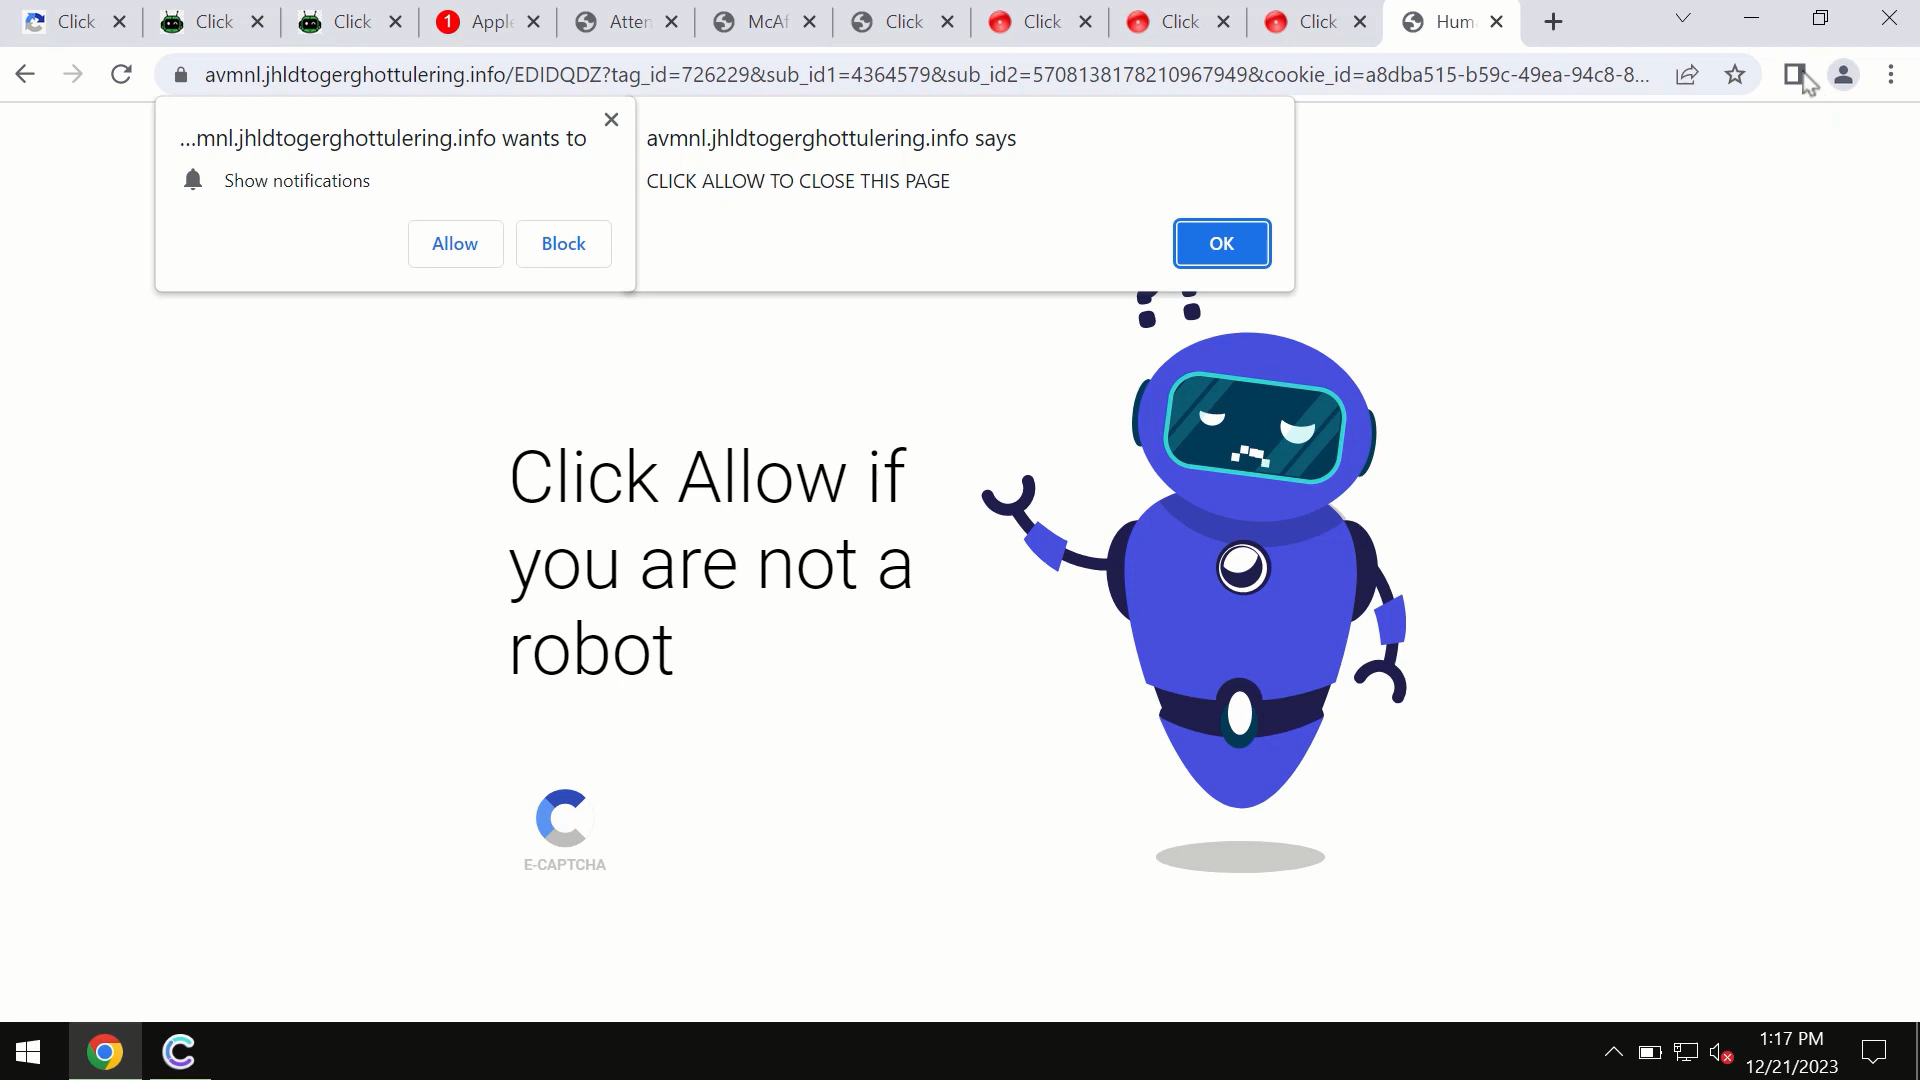 Click
Click
Click
1 Apple
Atten
McAf
Click
Click
Click
Click
Hum
avmnl.jhldtogerghottulering.info/EDIDQDZ?tag_id=726229&sub_id1=4364579&sub_id2=5708138178210967949&cookie_id=a8dba515-b59c-49ea-94c8-8...
...mnl.jhldtogerghottulering.info wants to
Show notifications
Allow
Block
avmnl.jhldtogerghottulering.info says
CLICK ALLOW TO CLOSE THIS PAGE
OK
Click Allow if
you are not a
robot
E-CAPTCHA
1:17 PM
12/21/2023